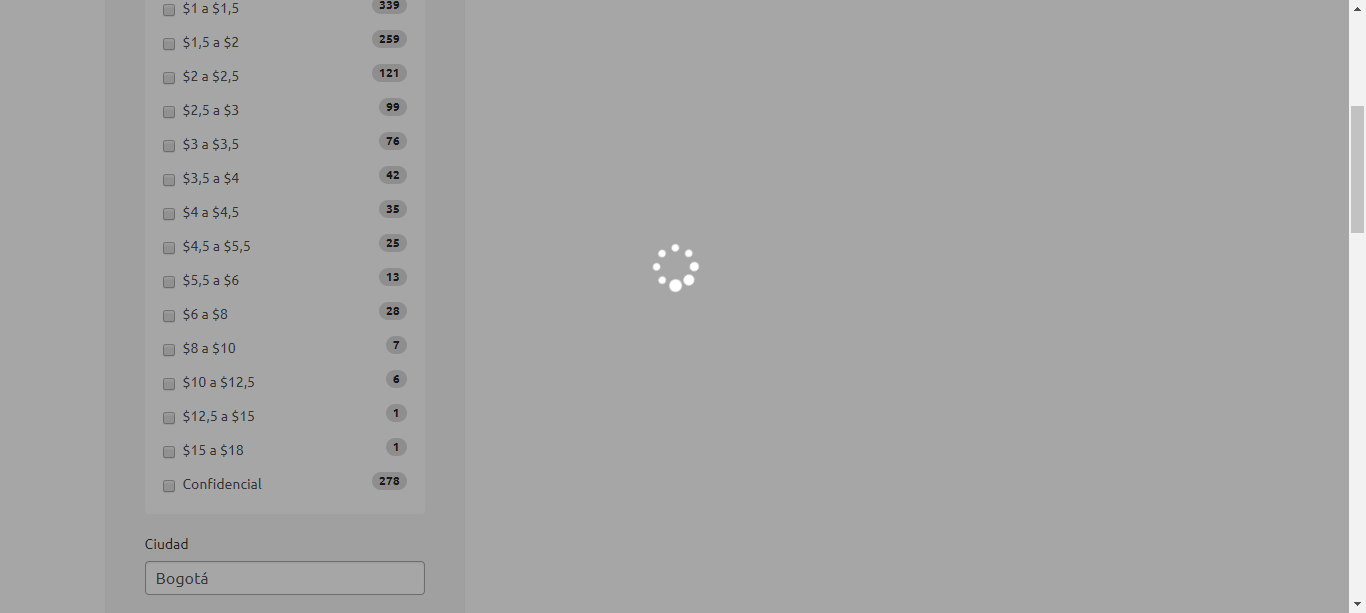 $1 a $1,5 339
$1,5 a $2 259
$2 a $2,5 121
$2,5 a $3 99
$3 a $3,5 76
$3,5 a $4 42
$4 a $4,5 35
$4,5 a $5,5 25
$5,5 a $6 13
$6 a $8 28
$8 a $10 7
$10 a $12,5 6
$12,5 a $15 1
$15 a $18 1
Confidencial 278
Ciudad
Bogotá